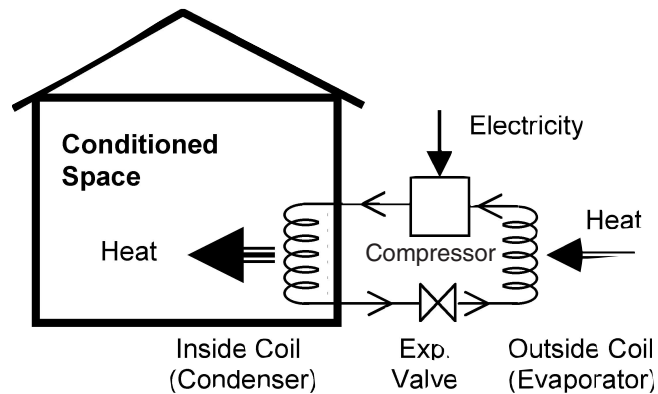 Electricity
Conditioned
Space
Heat
Heat
Compressor
Inside Coil
(Condenser)
Exp.
Valve
Outside Coil
(Evaporator)